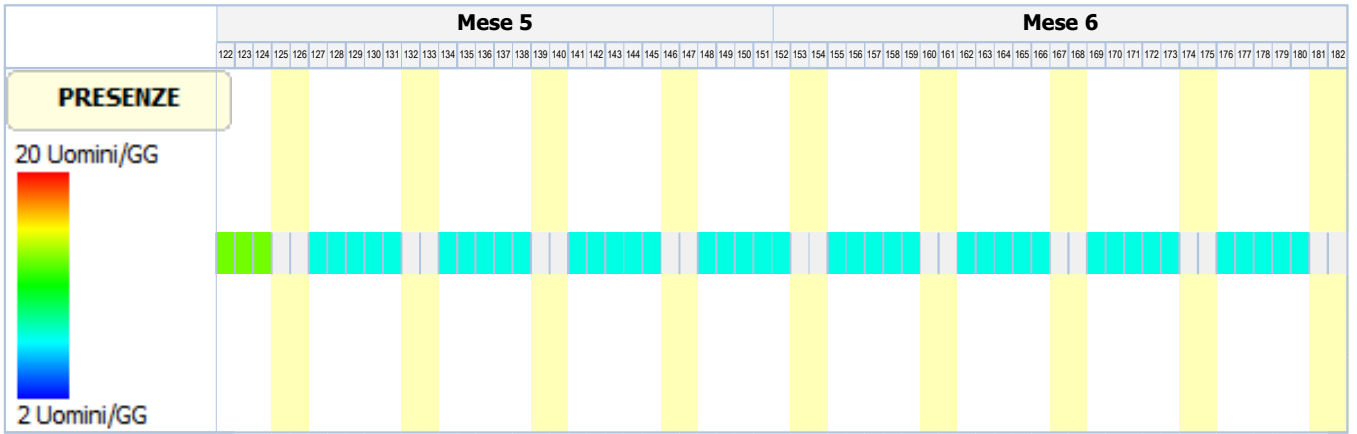 Mese 5 Mese 6
122 123 124 125 126 127 128 129 130 131 132 133 134 135 136 137 138 139 140 141 142 143 144 145 146 147 148 149 150 151 152 153 154 155 156 157 158 159 160 161 162 163 164 165 166 167 168 169 170 171 172 173 174 175 176 177 178 179 180 181 182
PRESENZE
20 Uomini/GG
2 Uomini/GG